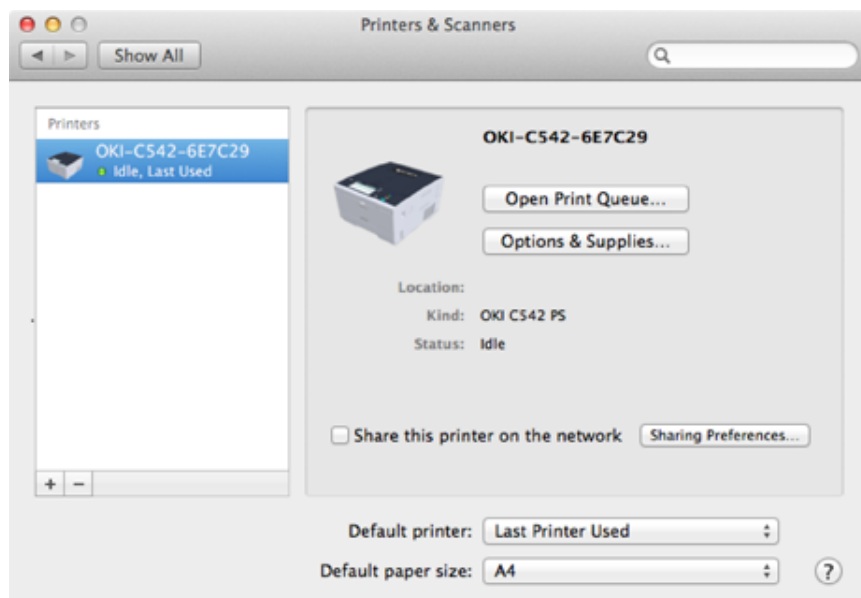 Printers & Scanners
Show All
Printers
OKI-C542-6E7C29
Idle, Last Used
OKI-C542-6E7C29
Open Print Queue...
Options & Supplies...
Location:
Kind: OKI C542 PS
Status: Idle
Share this printer on the network Sharing Preferences...
+ −
Default printer: Last Printer Used
Default paper size: A4 ?